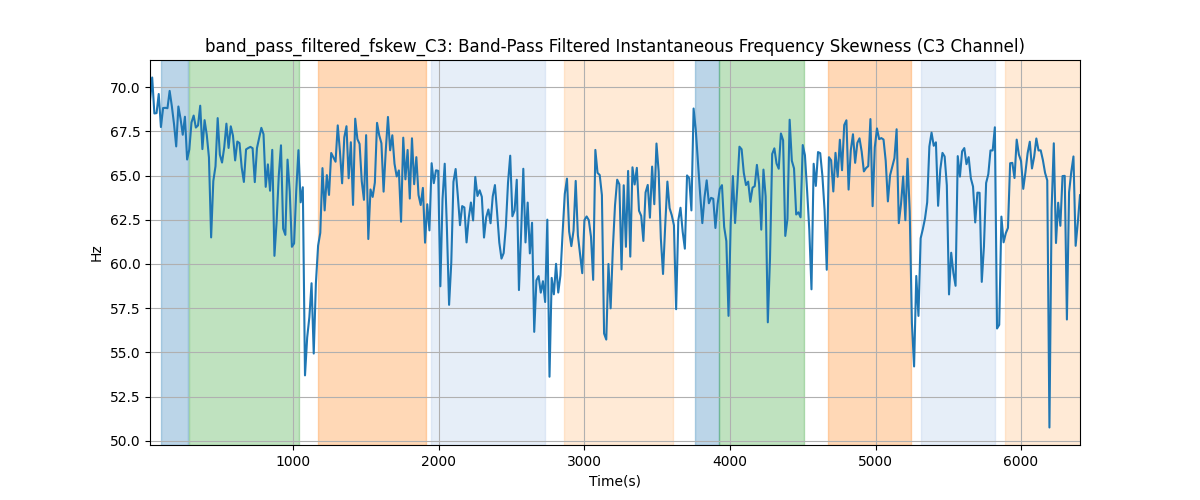 band_pass_filtered_fskew_C3: Band-Pass Filtered Instantaneous Frequency Skewness (C3 Channel)
70.0
67.5
65.0
62.5
60.0
57.5
55.0
52.5
50.0
Hz
1000 2000 3000 4000 5000 6000
Time(s)